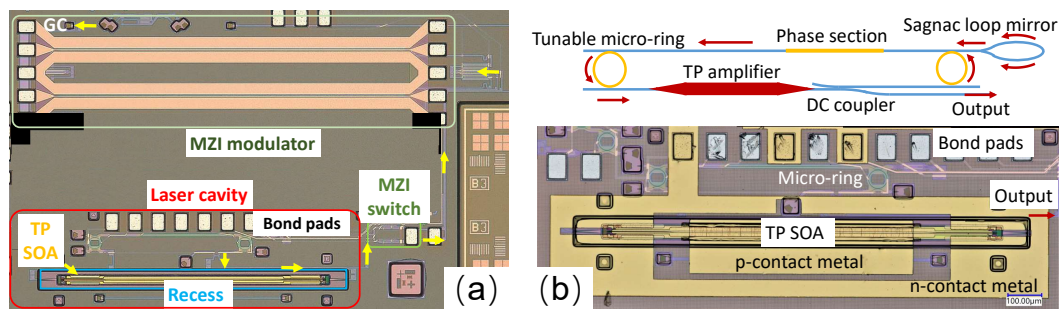 GC
MZI modulator
Laser cavity
MZI
switch
Bond pads
TP
SOA
Recess
B3
B3
(a)
Tunable micro-ring
Phase section
Sagnac loop mirror
TP amplifier
DC coupler
Output
Bond pads
Micro-ring
Output
TP SOA
p-contact metal
n-contact metal
100.00μm
(b)